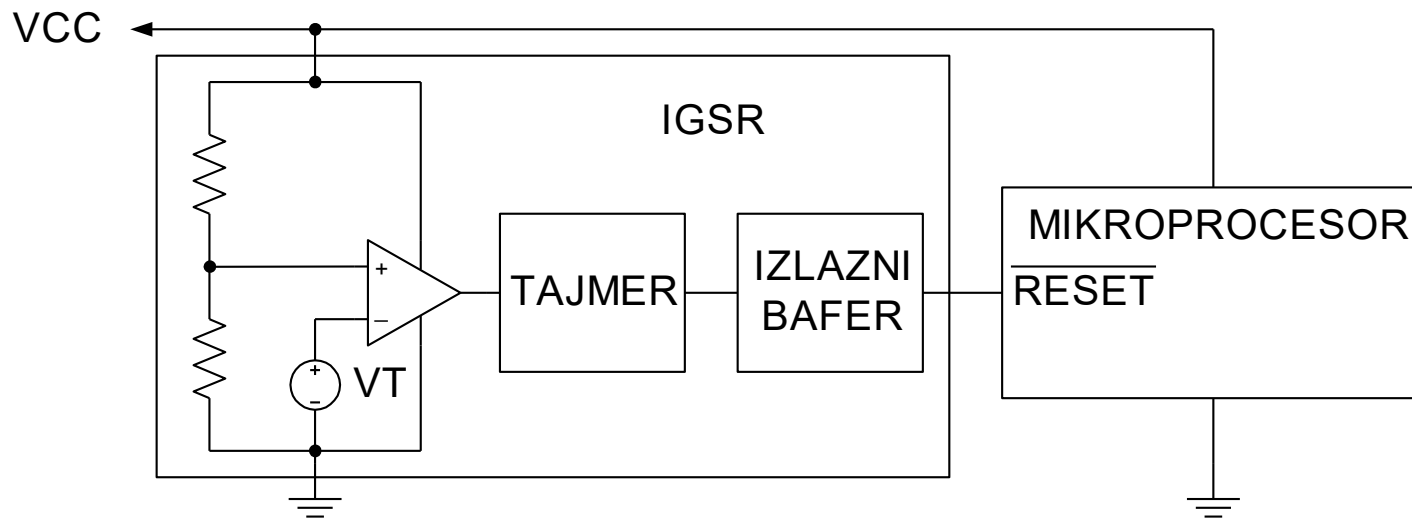 VCC
IGSR
MIKROPROCESOR
RESET
TAJMER
IZLAZNI
BAFER
+
−
+
-
VT